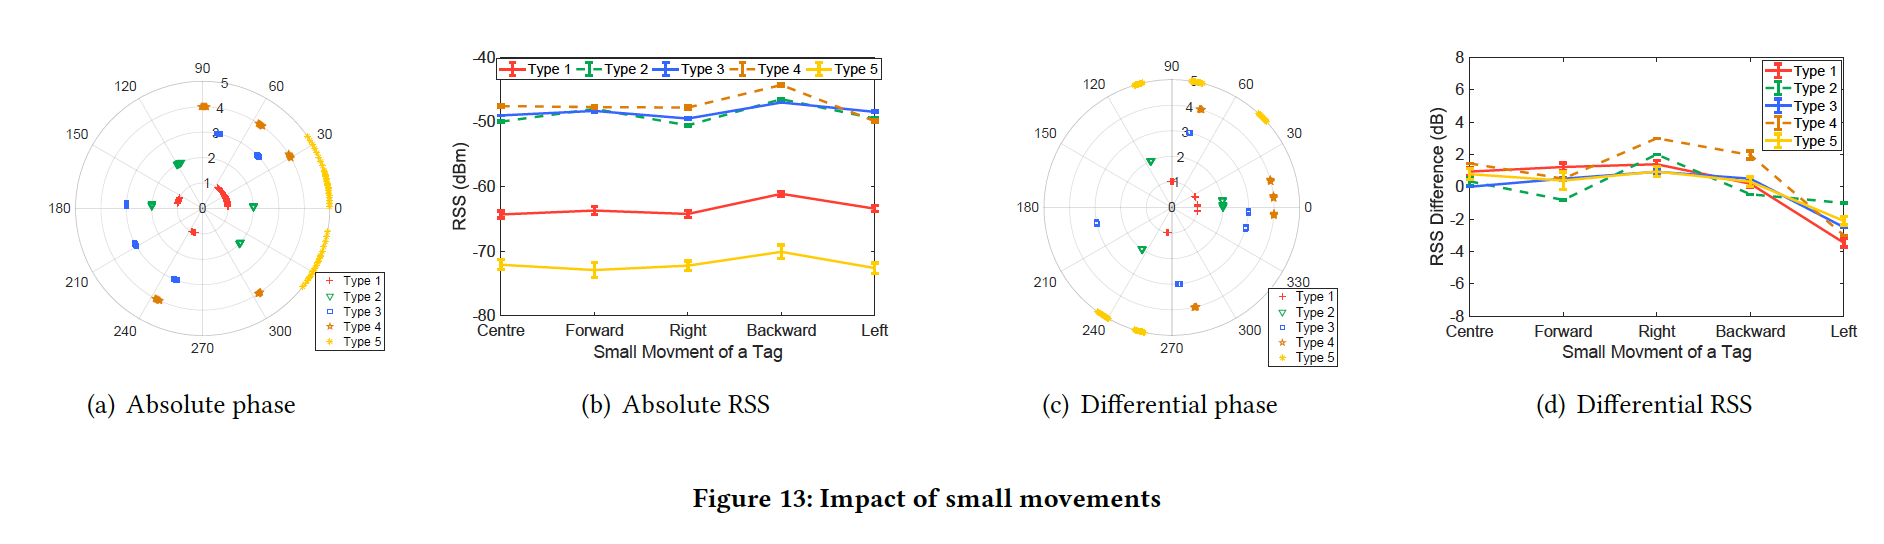 90
120
5
60
4
150
3
30
2
1
180
0
0
210
240
300
270
Type 1
Type 2
Type 3
Type 4
Type 5
(a) Absolute phase
-40
-50
-60
-70
-80
RSS (dBm)
Type 1 Type 2 Type 3 Type 4 Type 5
Centre Forward Right Backward Left
Small Movment of a Tag
(b) Absolute RSS
90
120
5
60
4
150
3
30
2
1
180
0
0
210
330
240
300
270
Type 1
Type 2
Type 3
Type 4
Type 5
(c) Differential phase
8
6
4
2
0
-2
-4
-6
-8
RSS Difference (dB)
Type 1
Type 2
Type 3
Type 4
Type 5
Centre Forward Right Backward Left
Small Movment of a Tag
(d) Differential RSS
Figure 13: Impact of small movements